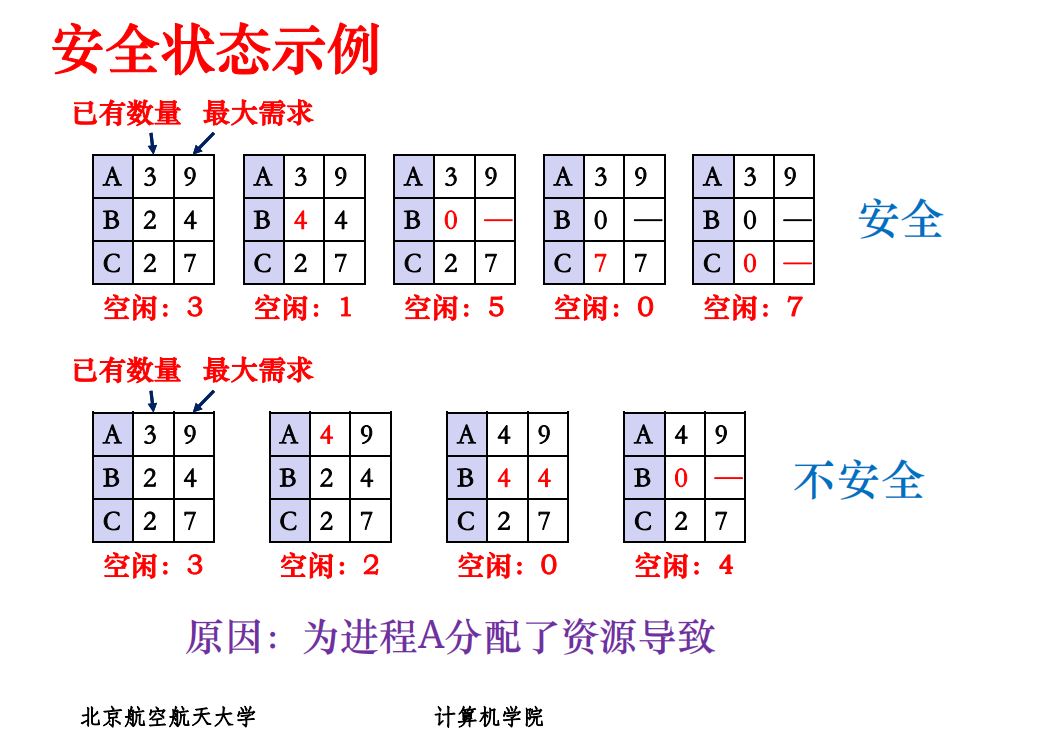 安全状态示例
已有数量 最大需求
A 3 9 A 3 9 A 3 9 A 3 9 A 3 9
B 2 4 B 4 4 B 0 — B 0 — B 0 —
C 2 7 C 2 7 C 2 7 C 7 7 C 0 —
安全
空闲：3 空闲：1 空闲：5 空闲：0 空闲：7
已有数量 最大需求
A 3 9 A 4 9 A 4 9 A 4 9
B 2 4 B 2 4 B 4 4 B 0 —
C 2 7 C 2 7 C 2 7 C 2 7
不安全
空闲：3 空闲：2 空闲：0 空闲：4
原因：为进程A分配了资源导致
北京航空航天大学 计算机学院